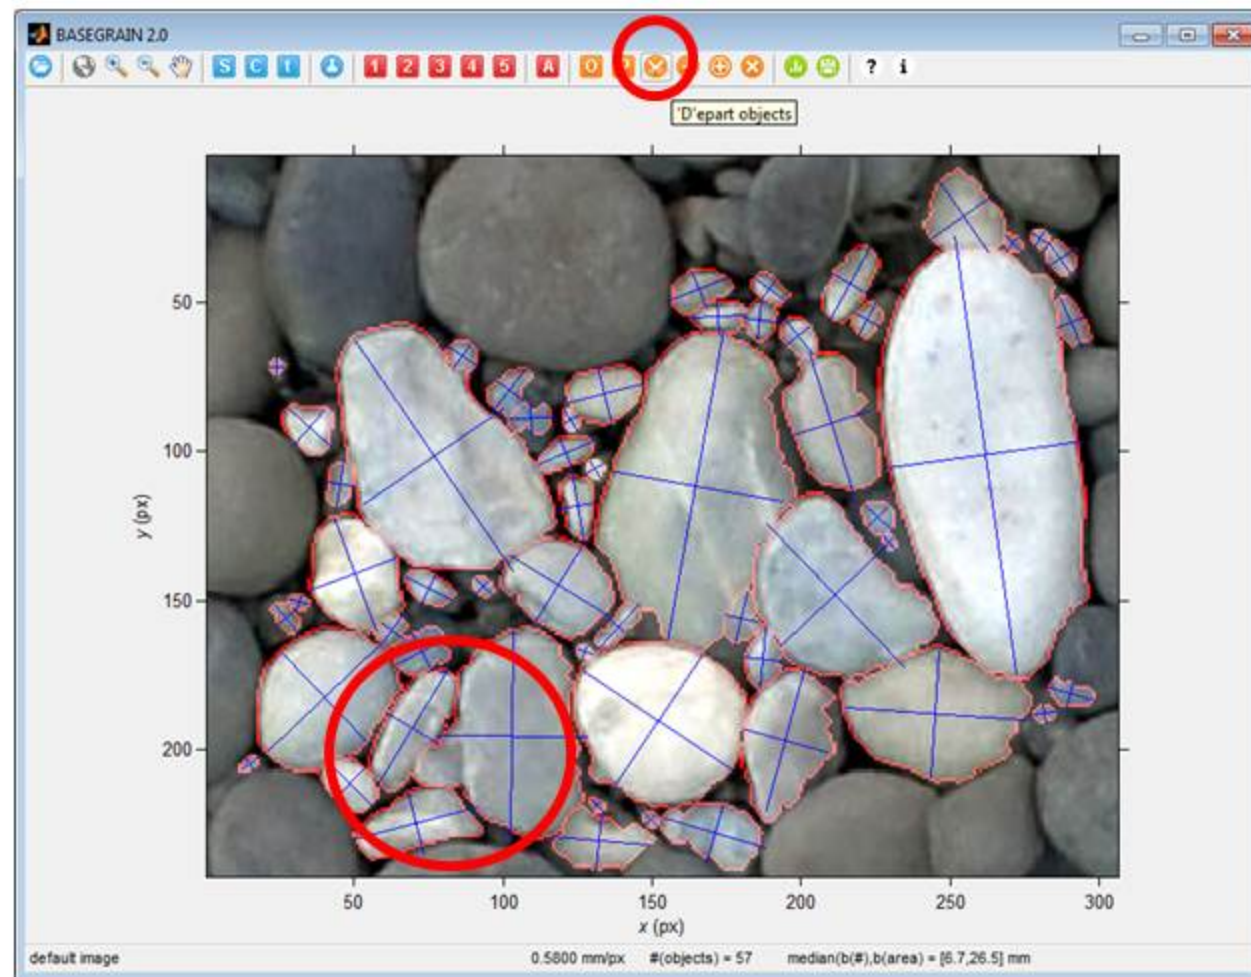 BASEGRAIN 2.0
S C t 1 2 3 4 5 A O ? i
'D'epart objects
50
100
150
200
y (px)
50 100 150 200 250 300
x (px)
default image 0.5800 mm/px #(objects) = 57 median(b(#),b(area) = [6.7,26.5] mm